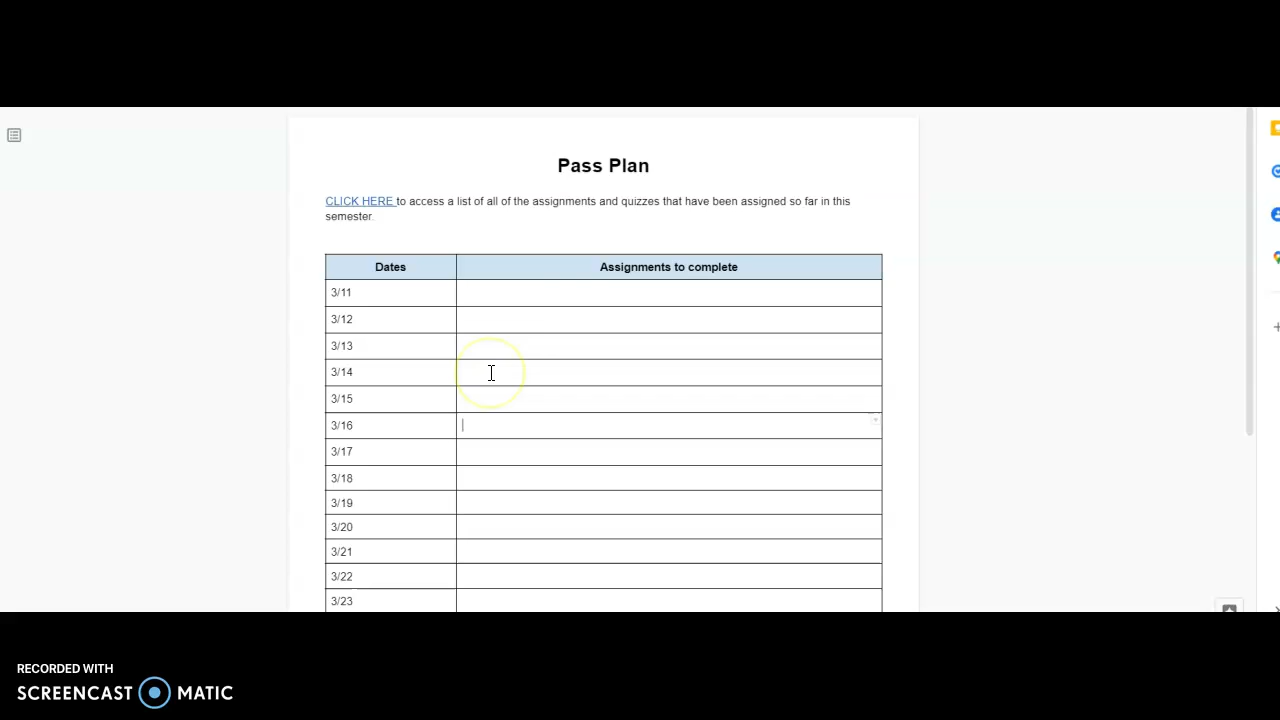 Pass Plan
CLICK HERE to access a list of all of the assignments and quizzes that have been assigned so far in this
semester.
Dates Assignments to complete
3/11
3/12
3/13
3/14
3/15
3/16
3/17
3/18
3/19
3/20
3/21
3/22
3/23
RECORDED WITH
SCREENCAST MATIC